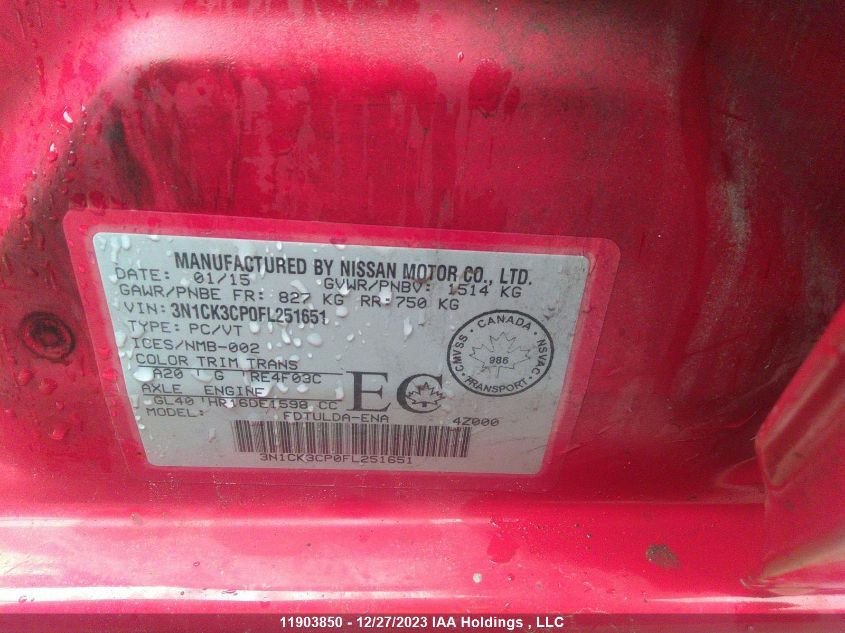 MANUFACTURED BY NISSAN MOTOR CO., LTD.
DATE: 01/15 GVWR/PNBV: 1514 KG
GAWR/PNBE FR: 827 KG RR: 750 KG
VIN: 3N1CK3CP0FL251651
TYPE: PC/VT
ICES/NMB-002
COLOR TRIM TRANS
A20 G RE4F03C
AXLE ENGINE
GL40 HR16DE 1598 CC
MODEL: FDTULDA-ENA 4Z000
EC
CANADA
CMVSS
NSVAC
986
TRANSPORT
3N1CK3CP0FL251651
11903850 - 12/27/2023 IAA Holdings , LLC